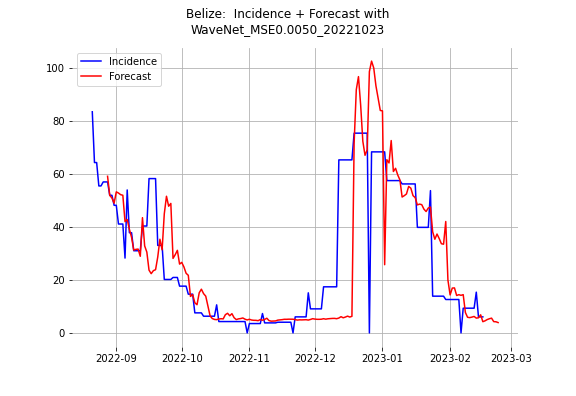 Belize:  Incidence + Forecast with
WaveNet_MSE0.0050_20221023
Incidence
Forecast
100
80
60
40
20
0
2022-09 2022-10 2022-11 2022-12 2023-01 2023-02 2023-03